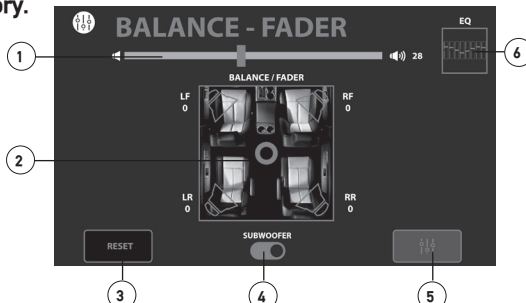 ory.
BALANCE - FADER
EQ
1
28
6
BALANCE / FADER
LF
0
RF
0
2
LR
0
RR
0
SUBWOOFER
RESET
3
4
5